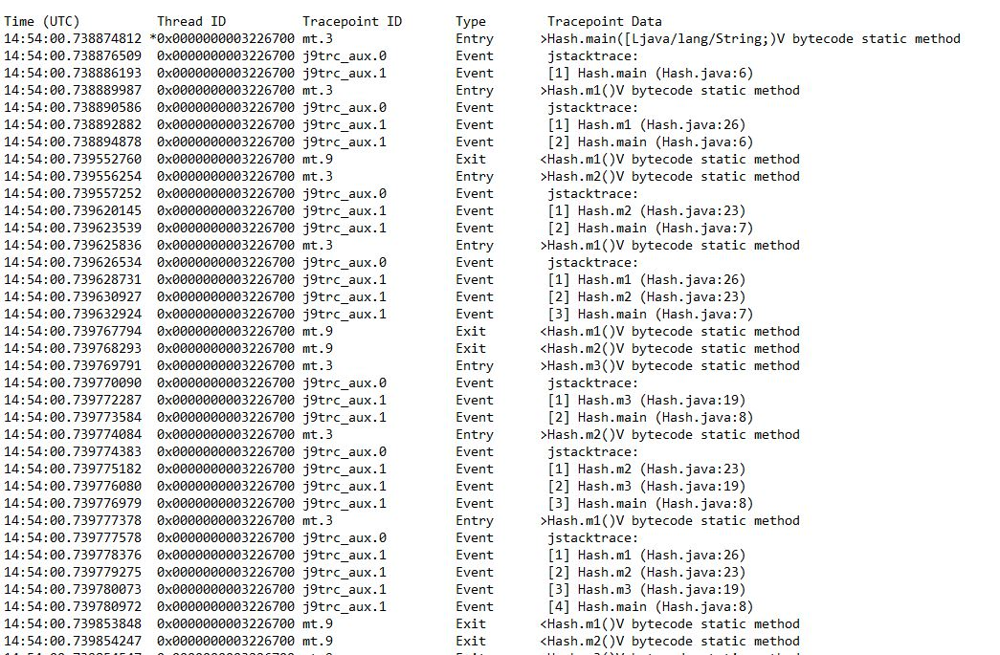 Time (UTC) Thread ID Tracepoint ID Type Tracepoint Data
14:54:00.738874812 *0x0000000003226700 mt.3 Entry >Hash.main([Ljava/lang/String;)V bytecode static method
14:54:00.738876509 0x0000000003226700 j9trc_aux.0 Event jstacktrace:
14:54:00.738886193 0x0000000003226700 j9trc_aux.1 Event [1] Hash.main (Hash.java:6)
14:54:00.738889987 0x0000000003226700 mt.3 Entry >Hash.m1()V bytecode static method
14:54:00.738890586 0x0000000003226700 j9trc_aux.0 Event jstacktrace:
14:54:00.738892882 0x0000000003226700 j9trc_aux.1 Event [1] Hash.m1 (Hash.java:26)
14:54:00.738894878 0x0000000003226700 j9trc_aux.1 Event [2] Hash.main (Hash.java:6)
14:54:00.739552760 0x0000000003226700 mt.9 Exit <Hash.m1()V bytecode static method
14:54:00.739556254 0x0000000003226700 mt.3 Entry >Hash.m2()V bytecode static method
14:54:00.739557252 0x0000000003226700 j9trc_aux.0 Event jstacktrace:
14:54:00.739620145 0x0000000003226700 j9trc_aux.1 Event [1] Hash.m2 (Hash.java:23)
14:54:00.739623539 0x0000000003226700 j9trc_aux.1 Event [2] Hash.main (Hash.java:7)
14:54:00.739625836 0x0000000003226700 mt.3 Entry >Hash.m1()V bytecode static method
14:54:00.739626534 0x0000000003226700 j9trc_aux.0 Event jstacktrace:
14:54:00.739628731 0x0000000003226700 j9trc_aux.1 Event [1] Hash.m1 (Hash.java:26)
14:54:00.739630927 0x0000000003226700 j9trc_aux.1 Event [2] Hash.m2 (Hash.java:23)
14:54:00.739632924 0x0000000003226700 j9trc_aux.1 Event [3] Hash.main (Hash.java:7)
14:54:00.739767794 0x0000000003226700 mt.9 Exit <Hash.m1()V bytecode static method
14:54:00.739768293 0x0000000003226700 mt.9 Exit <Hash.m2()V bytecode static method
14:54:00.739769791 0x0000000003226700 mt.3 Entry >Hash.m3()V bytecode static method
14:54:00.739770090 0x0000000003226700 j9trc_aux.0 Event jstacktrace:
14:54:00.739772287 0x0000000003226700 j9trc_aux.1 Event [1] Hash.m3 (Hash.java:19)
14:54:00.739773584 0x0000000003226700 j9trc_aux.1 Event [2] Hash.main (Hash.java:8)
14:54:00.739774084 0x0000000003226700 mt.3 Entry >Hash.m2()V bytecode static method
14:54:00.739774383 0x0000000003226700 j9trc_aux.0 Event jstacktrace:
14:54:00.739775182 0x0000000003226700 j9trc_aux.1 Event [1] Hash.m2 (Hash.java:23)
14:54:00.739776080 0x0000000003226700 j9trc_aux.1 Event [2] Hash.m3 (Hash.java:19)
14:54:00.739776979 0x0000000003226700 j9trc_aux.1 Event [3] Hash.main (Hash.java:8)
14:54:00.739777378 0x0000000003226700 mt.3 Entry >Hash.m1()V bytecode static method
14:54:00.739777578 0x0000000003226700 j9trc_aux.0 Event jstacktrace:
14:54:00.739778376 0x0000000003226700 j9trc_aux.1 Event [1] Hash.m1 (Hash.java:26)
14:54:00.739779275 0x0000000003226700 j9trc_aux.1 Event [2] Hash.m2 (Hash.java:23)
14:54:00.739780073 0x0000000003226700 j9trc_aux.1 Event [3] Hash.m3 (Hash.java:19)
14:54:00.739780972 0x0000000003226700 j9trc_aux.1 Event [4] Hash.main (Hash.java:8)
14:54:00.739853848 0x0000000003226700 mt.9 Exit <Hash.m1()V bytecode static method
14:54:00.739854247 0x0000000003226700 mt.9 Exit <Hash.m2()V bytecode static method